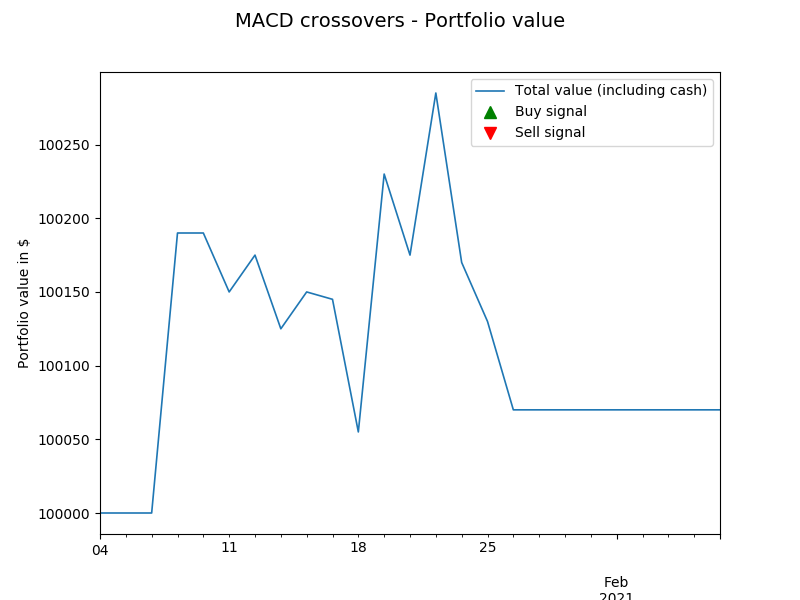 MACD crossovers - Portfolio value
Total value (including cash)
Buy signal
Sell signal
Portfolio value in $
100250
100200
100150
100100
100050
100000
04
11
18
25
Feb
2021